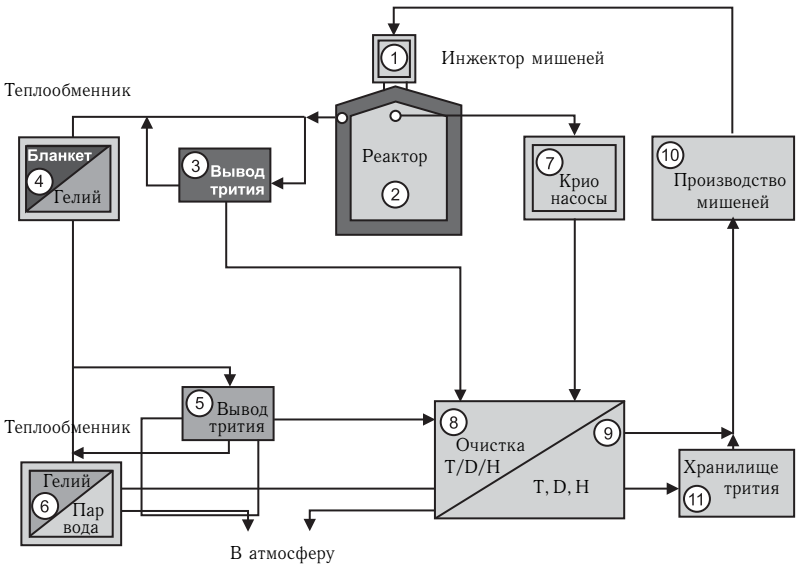 1
Инжектор мишеней
Теплообменник
Бланкет
4
Гелий
3
Вывод
трития
Реактор
2
7
Крио
насосы
10
Производство
мишеней
5
Вывод
трития
Теплообменник
Гелий
6
Пар
вода
8
Очистка
T/D/H
9
T, D, H
Хранилище
трития
11
В атмосферу